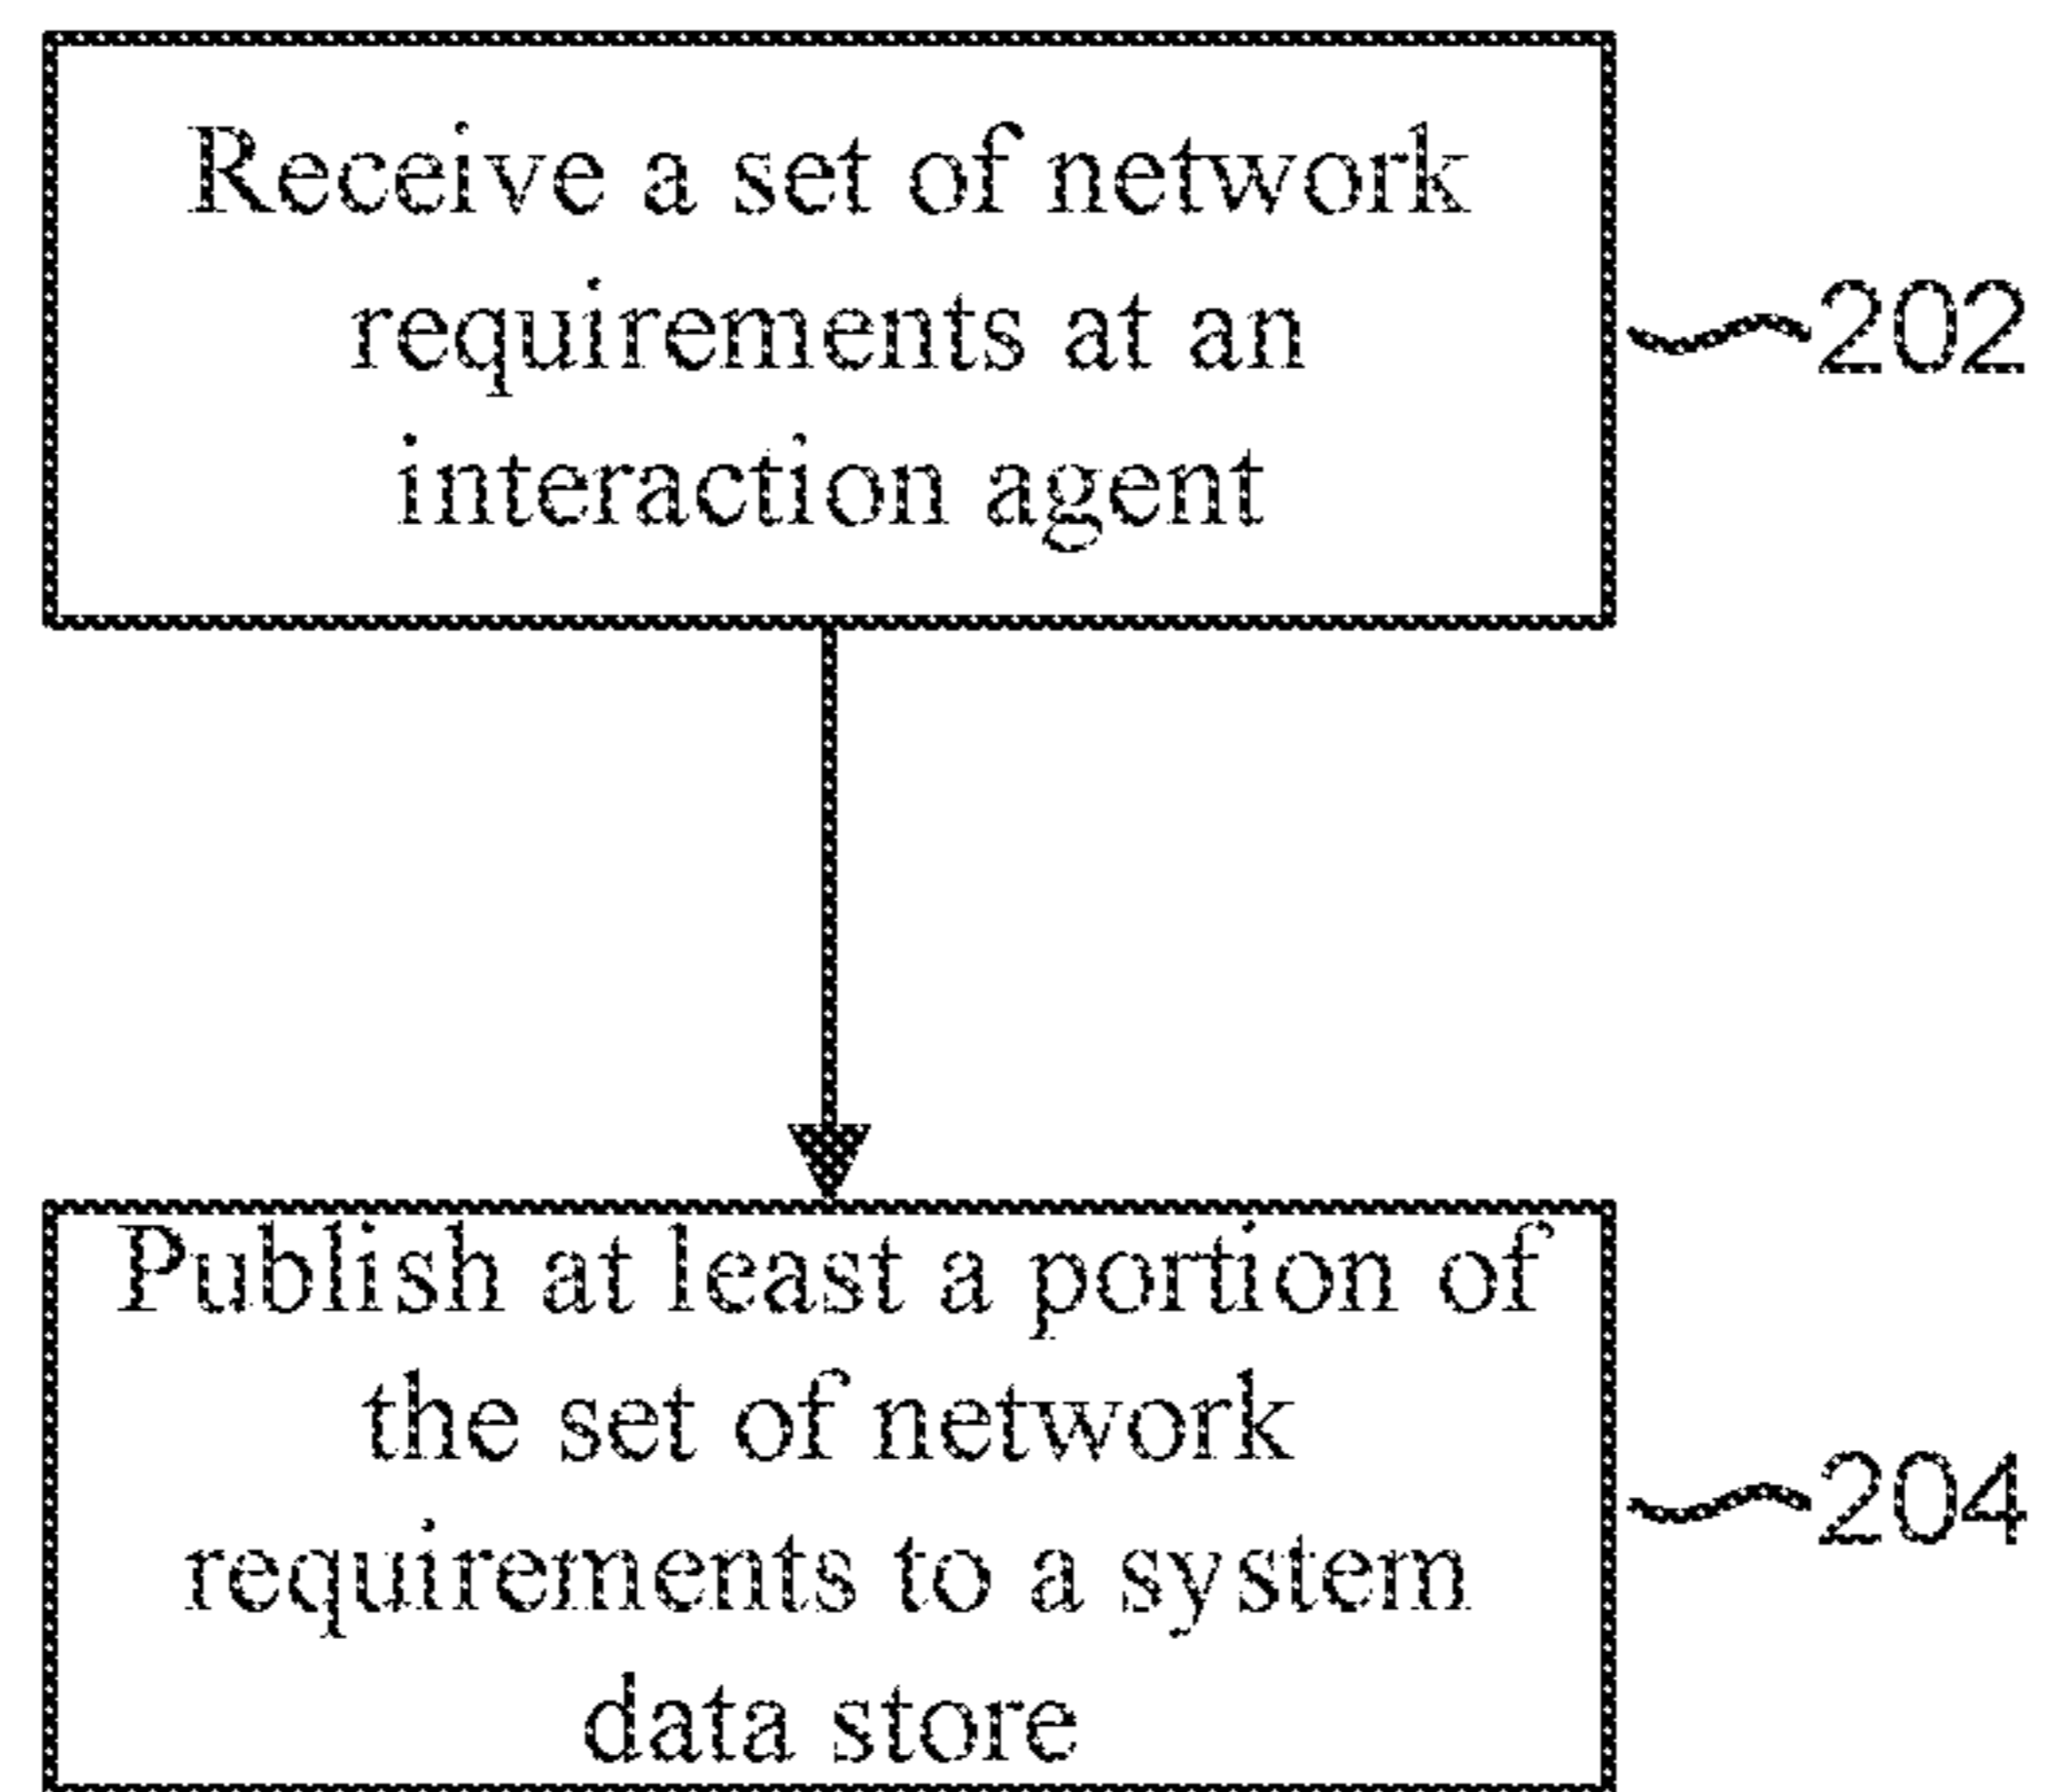 Receive a set of network
requirements at an
interaction agent
202
Publish at least a portion of
the set of network
requirements to a system
data store
204